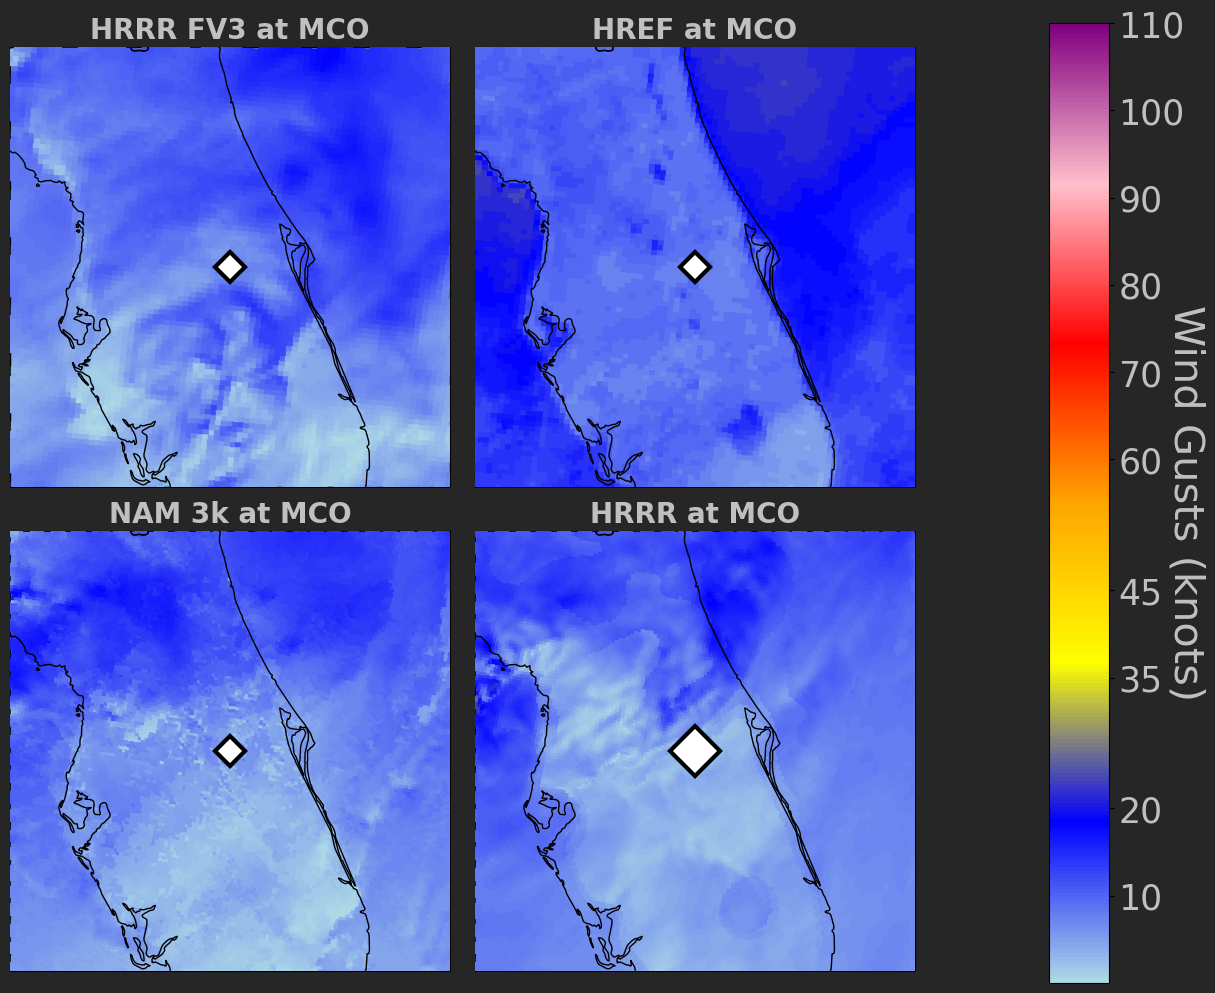 HRRR FV3 at MCO
HREF at MCO
NAM 3k at MCO
HRRR at MCO
110
100
90
80
70
60
45
35
20
10
Wind Gusts (knots)